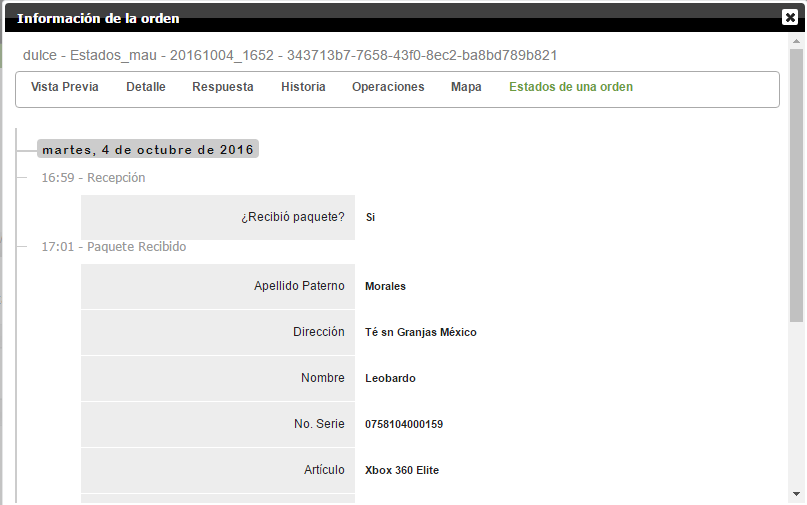 Información de la orden
dulce - Estados_mau - 20161004_1652 - 343713b7-7658-43f0-8ec2-ba8bd789b821
Vista Previa Detalle Respuesta Historia Operaciones Mapa Estados de una orden
martes, 4 de octubre de 2016
16:59 - Recepción
¿Recibió paquete? Si
17:01 - Paquete Recibido
Apellido Paterno Morales
Dirección Té sn Granjas México
Nombre Leobardo
No. Serie 0758104000159
Artículo Xbox 360 Elite